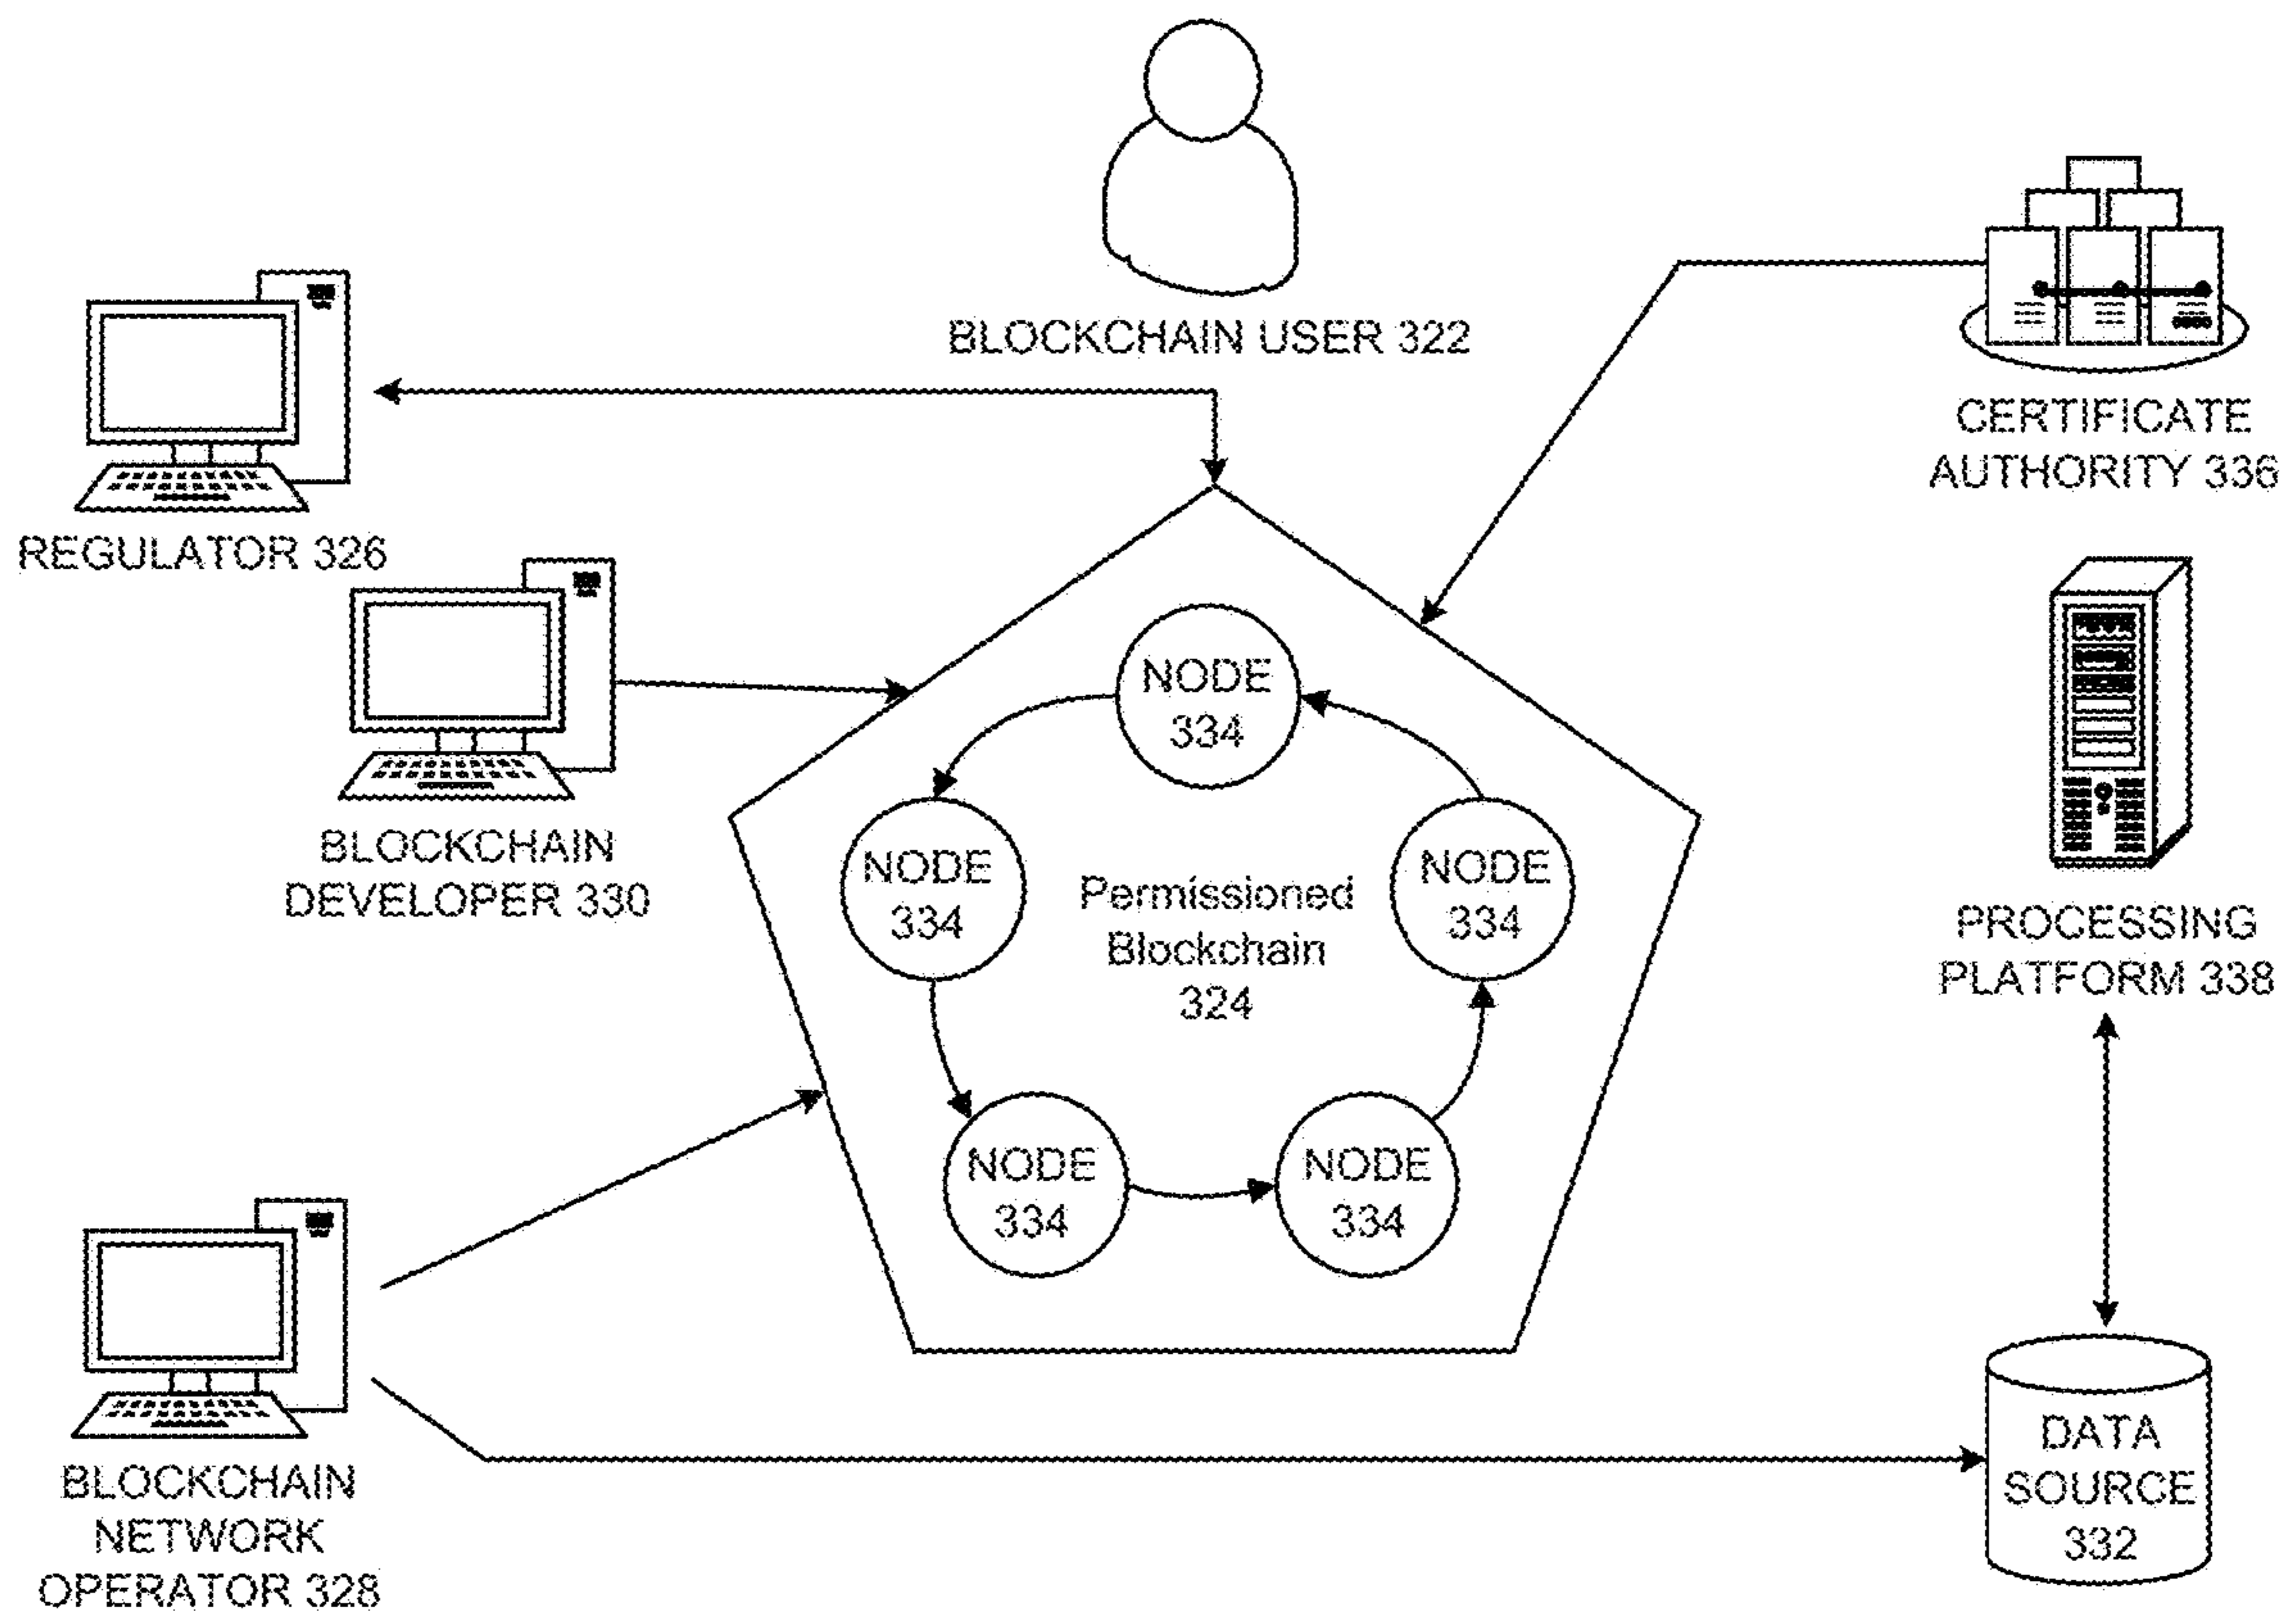 BLOCKCHAIN USER 322
CERTIFICATE
AUTHORITY 336
REGULATOR 326
BLOCKCHAIN
DEVELOPER 330
NODE
334
NODE
334
Permissioned
Blockchain
324
NODE
334
NODE
334
NODE
334
PROCESSING
PLATFORM 338
BLOCKCHAIN
NETWORK
OPERATOR 328
DATA
SOURCE
332